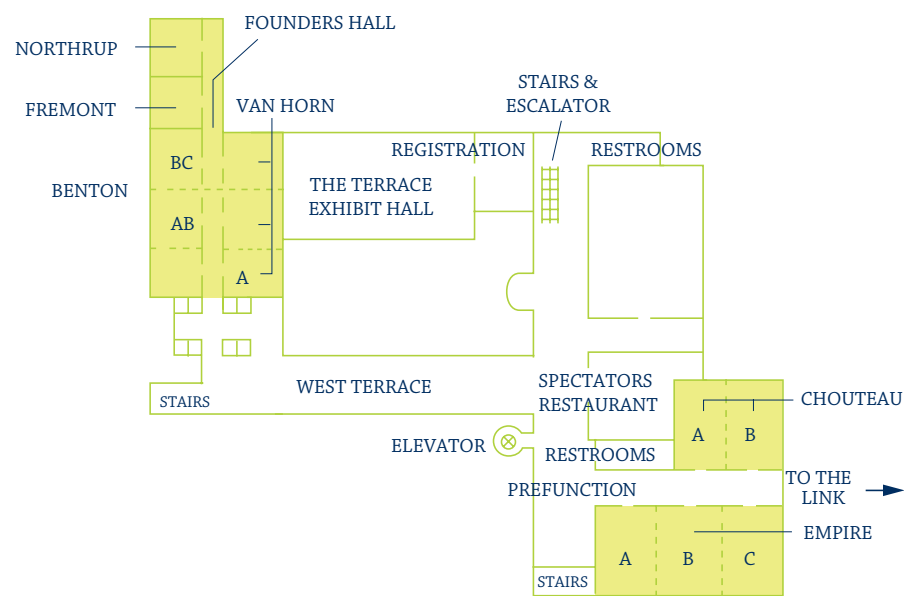 FOUNDERS HALL
NORTHRUP
STAIRS &
ESCALATOR
FREMONT
VAN HORN
REGISTRATION
RESTROOMS
BC
BENTON
THE TERRACE
EXHIBIT HALL
AB
A
WEST TERRACE
STAIRS
SPECTATORS
RESTAURANT
CHOUTEAU
A
B
ELEVATOR
RESTROOMS
PREFUNCTION
TO THE
LINK
EMPIRE
A
B
C
STAIRS